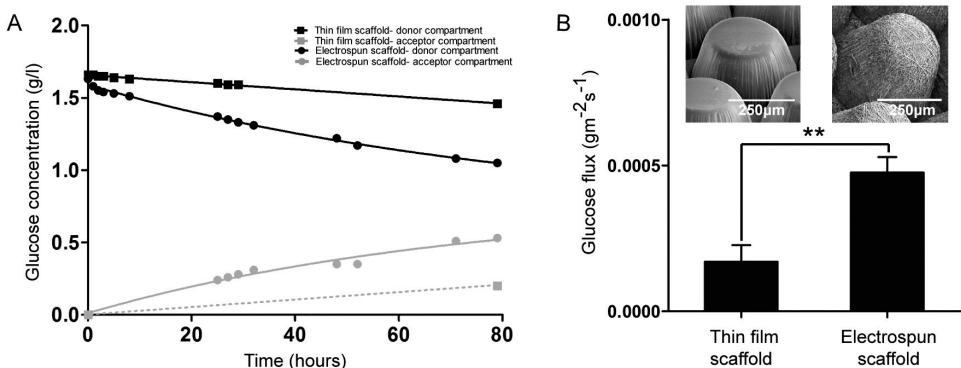 A
Glucose concentration (g/l)
2.0
1.5
1.0
0.5
0.0
0
20
40
60
80
Time (hours)
Thin film scaffold- donor compartment
Thin film scaffold- acceptor compartment
Electrospun scaffold- donor compartment
Electrospun scaffold- acceptor compartment
B
Glucose flux (gm⁻²s⁻¹)
0.0010
0.0005
0.0000
250µm
250µm
**
Thin film
scaffold
Electrospun
scaffold